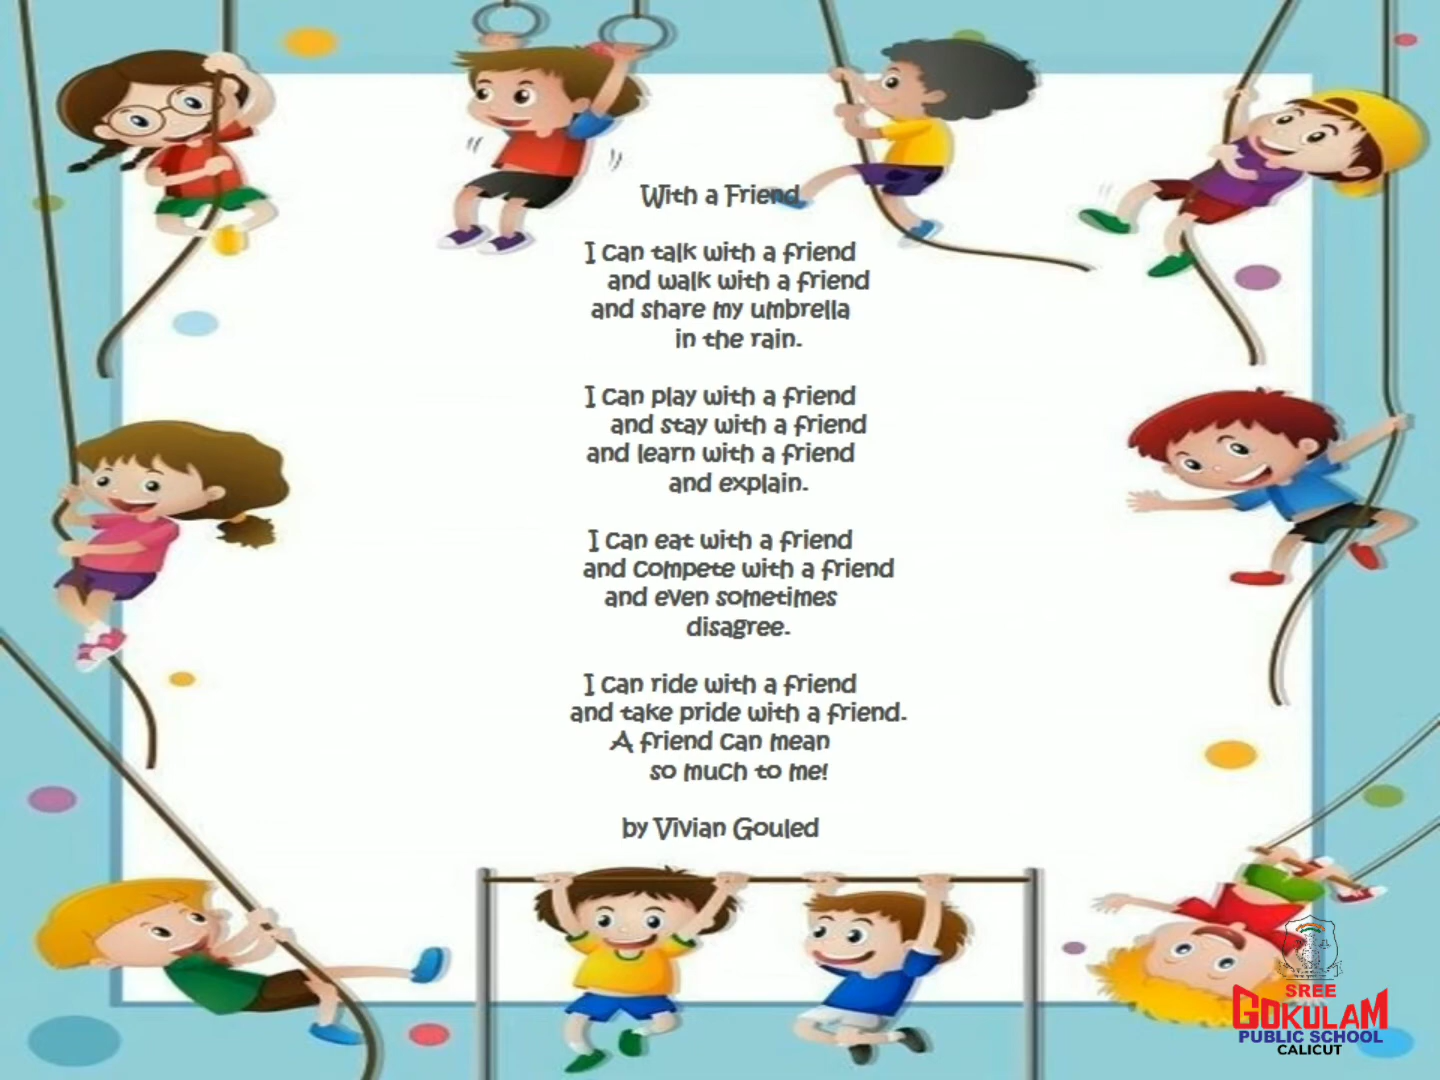 With a Friend
I can talk with a friend
and walk with a friend
and share my umbrella
in the rain.
I can play with a friend
and stay with a friend
and learn with a friend
and explain.
I can eat with a friend
and compete with a friend
and even sometimes
disagree.
I can ride with a friend
and take pride with a friend.
A friend can mean
so much to me!
by Vivian Gouled
SREE
GOKULAM
PUBLIC SCHOOL
CALICUT